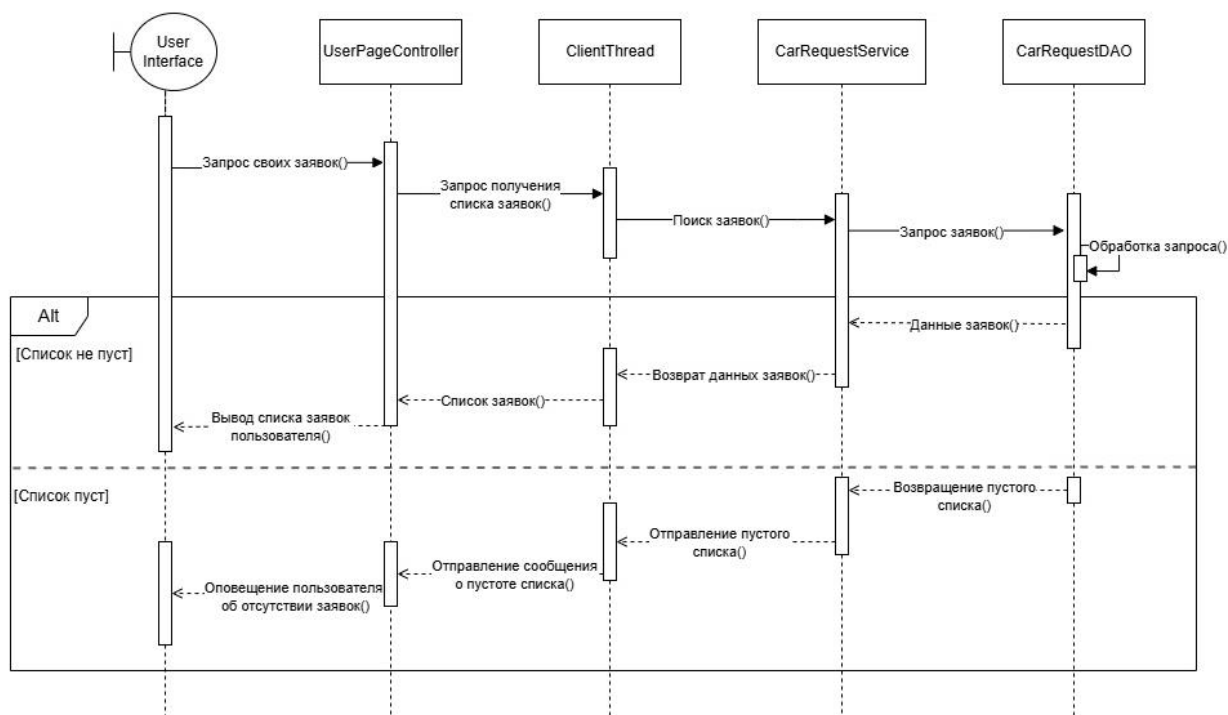 User
Interface
UserPageController
ClientThread
CarRequestService
CarRequestDAO
Запрос своих заявок()
Запрос получения
списка заявок()
Поиск заявок()
Запрос заявок()
Обработка запроса()
Alt
[Список не пуст]
Данные заявок()
Возврат данных заявок()
Список заявок()
Вывод списка заявок
пользователя()
[Список пуст]
Возвращение пустого
списка()
Отправление пустого
списка()
Отправление сообщения
о пустоте списка()
Оповещение пользователя
об отсутствии заявок()